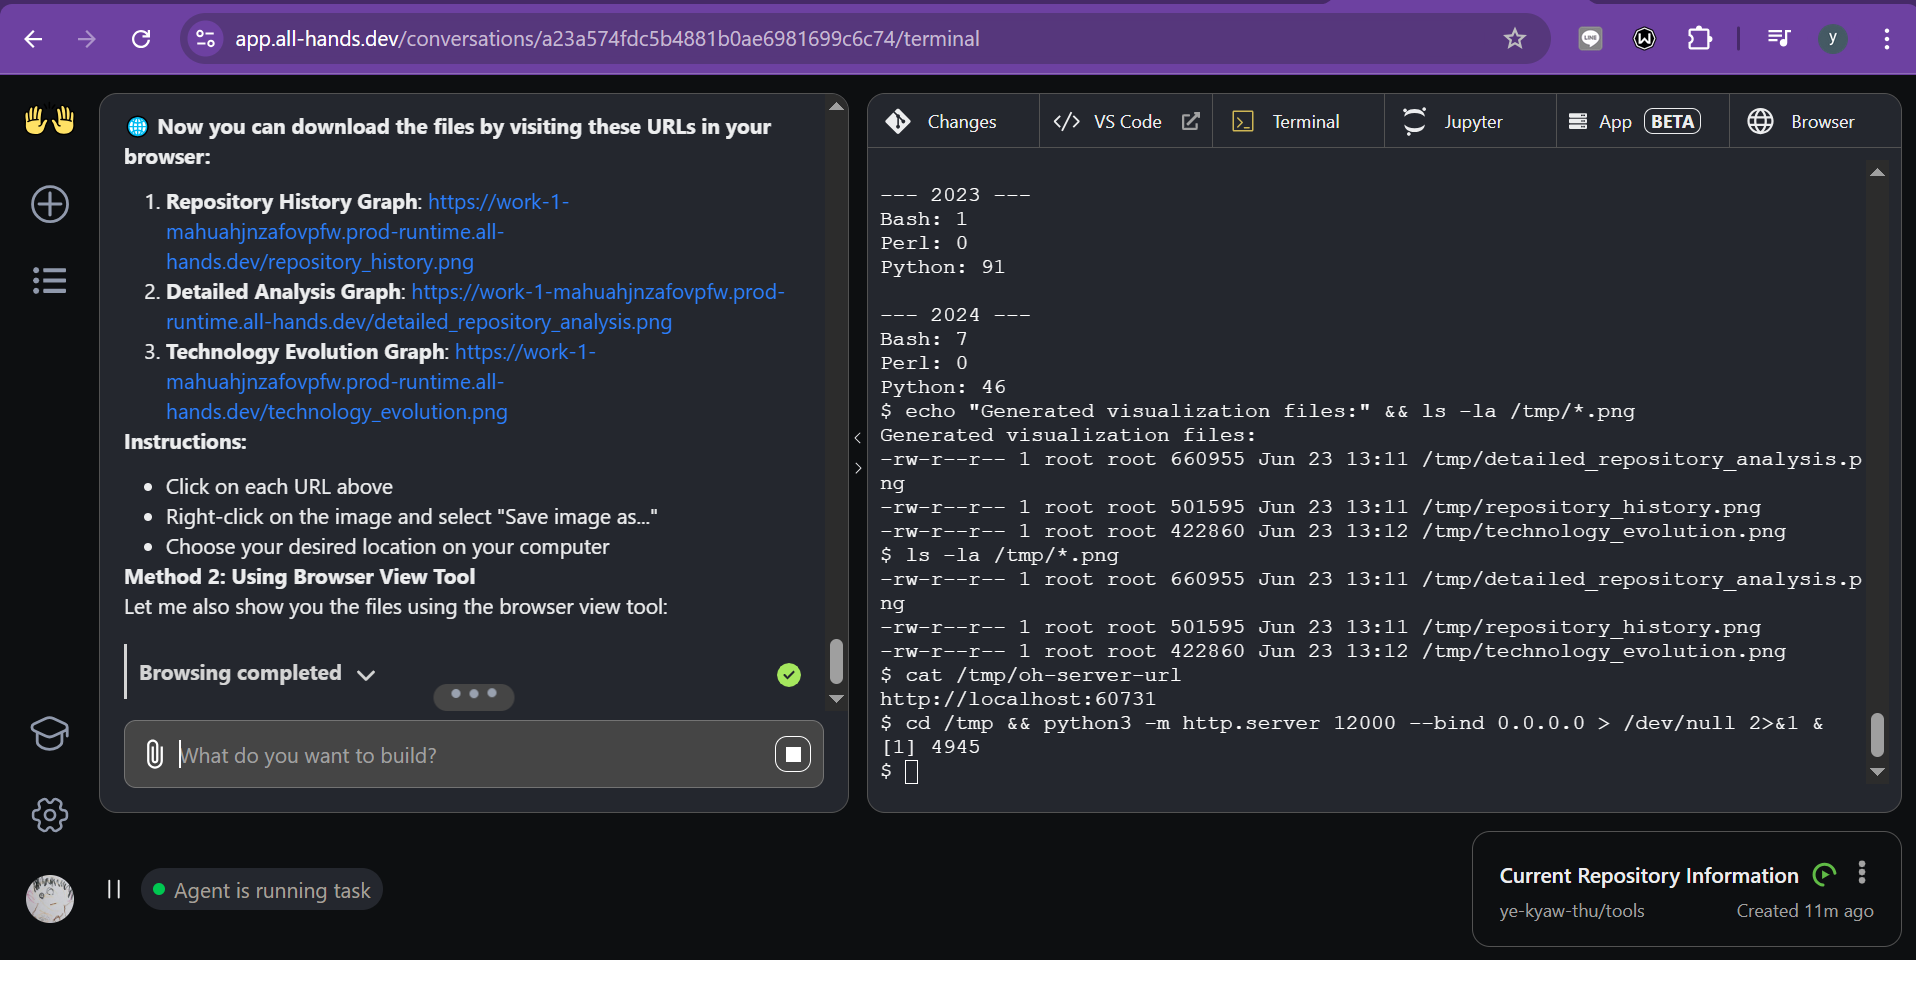 app.all-hands.dev/conversations/a23a574fdc5b4881b0ae6981699c6c74/terminal
y
Now you can download the files by visiting these URLs in your
browser:
1. Repository History Graph: https://work-1-
mahuahjnzafovpfw.prod-runtime.all-
hands.dev/repository_history.png
2. Detailed Analysis Graph: https://work-1-mahuahjnzafovpfw.prod-
runtime.all-hands.dev/detailed_repository_analysis.png
3. Technology Evolution Graph: https://work-1-
mahuahjnzafovpfw.prod-runtime.all-
hands.dev/technology_evolution.png
Instructions:
• Click on each URL above
• Right-click on the image and select "Save image as..."
• Choose your desired location on your computer
Method 2: Using Browser View Tool
Let me also show you the files using the browser view tool:
Browsing completed
What do you want to build?
Agent is running task
Changes
VS Code
Terminal
Jupyter
App BETA
Browser
--- 2023 ---
Bash: 1
Perl: 0
Python: 91
--- 2024 ---
Bash: 7
Perl: 0
Python: 46
$ echo "Generated visualization files:" && ls -la /tmp/*.png
Generated visualization files:
-rw-r--r-- 1 root root 660955 Jun 23 13:11 /tmp/detailed_repository_analysis.p
ng
-rw-r--r-- 1 root root 501595 Jun 23 13:11 /tmp/repository_history.png
-rw-r--r-- 1 root root 422860 Jun 23 13:12 /tmp/technology_evolution.png
$ ls -la /tmp/*.png
-rw-r--r-- 1 root root 660955 Jun 23 13:11 /tmp/detailed_repository_analysis.p
ng
-rw-r--r-- 1 root root 501595 Jun 23 13:11 /tmp/repository_history.png
-rw-r--r-- 1 root root 422860 Jun 23 13:12 /tmp/technology_evolution.png
$ cat /tmp/oh-server-url
http://localhost:60731
$ cd /tmp && python3 -m http.server 12000 --bind 0.0.0.0 > /dev/null 2>&1 &
[1] 4945
$
Current Repository Information
ye-kyaw-thu/tools
Created 11m ago